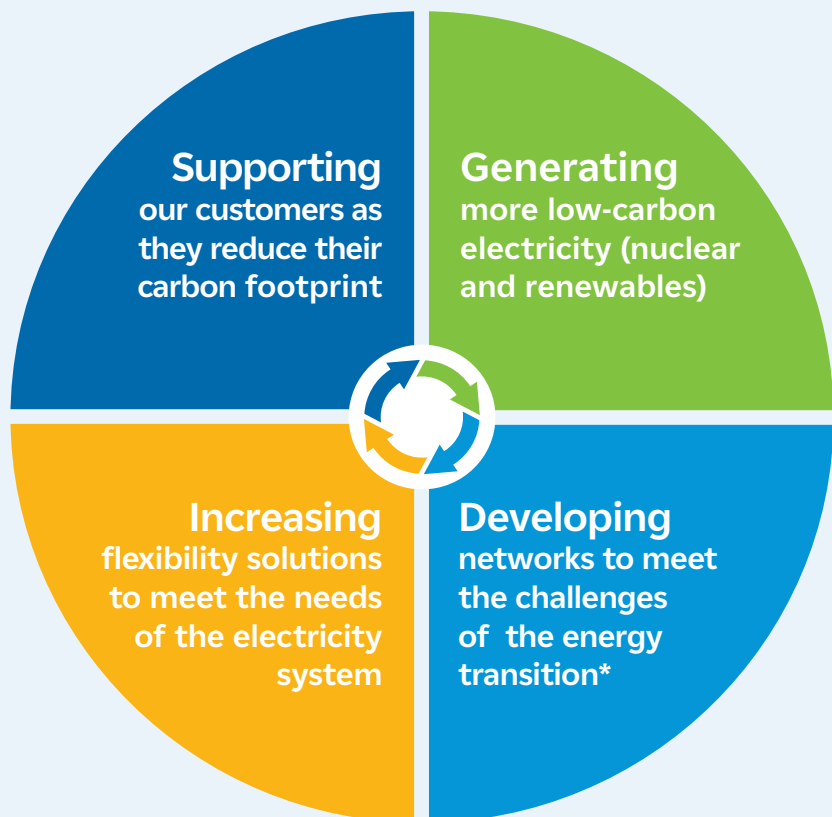 Supporting
our customers as
they reduce their
carbon footprint
Generating
more low-carbon
electricity (nuclear
and renewables)
Increasing
flexibility solutions
to meet the needs
of the electricity
system
Developing
networks to meet
the challenges
of the energy
transition*